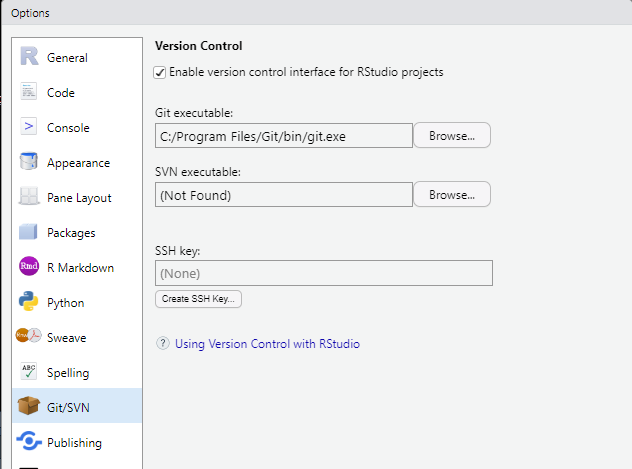 Options
General
Code
Console
Appearance
Pane Layout
Packages
Rmd
R Markdown
Python
Sweave
ABC
Spelling
Git/SVN
Publishing
Version Control
Enable version control interface for RStudio projects
Git executable:
C:/Program Files/Git/bin/git.exe
Browse...
SVN executable:
(Not Found)
Browse...
SSH key:
(None)
Create SSH Key...
? Using Version Control with RStudio